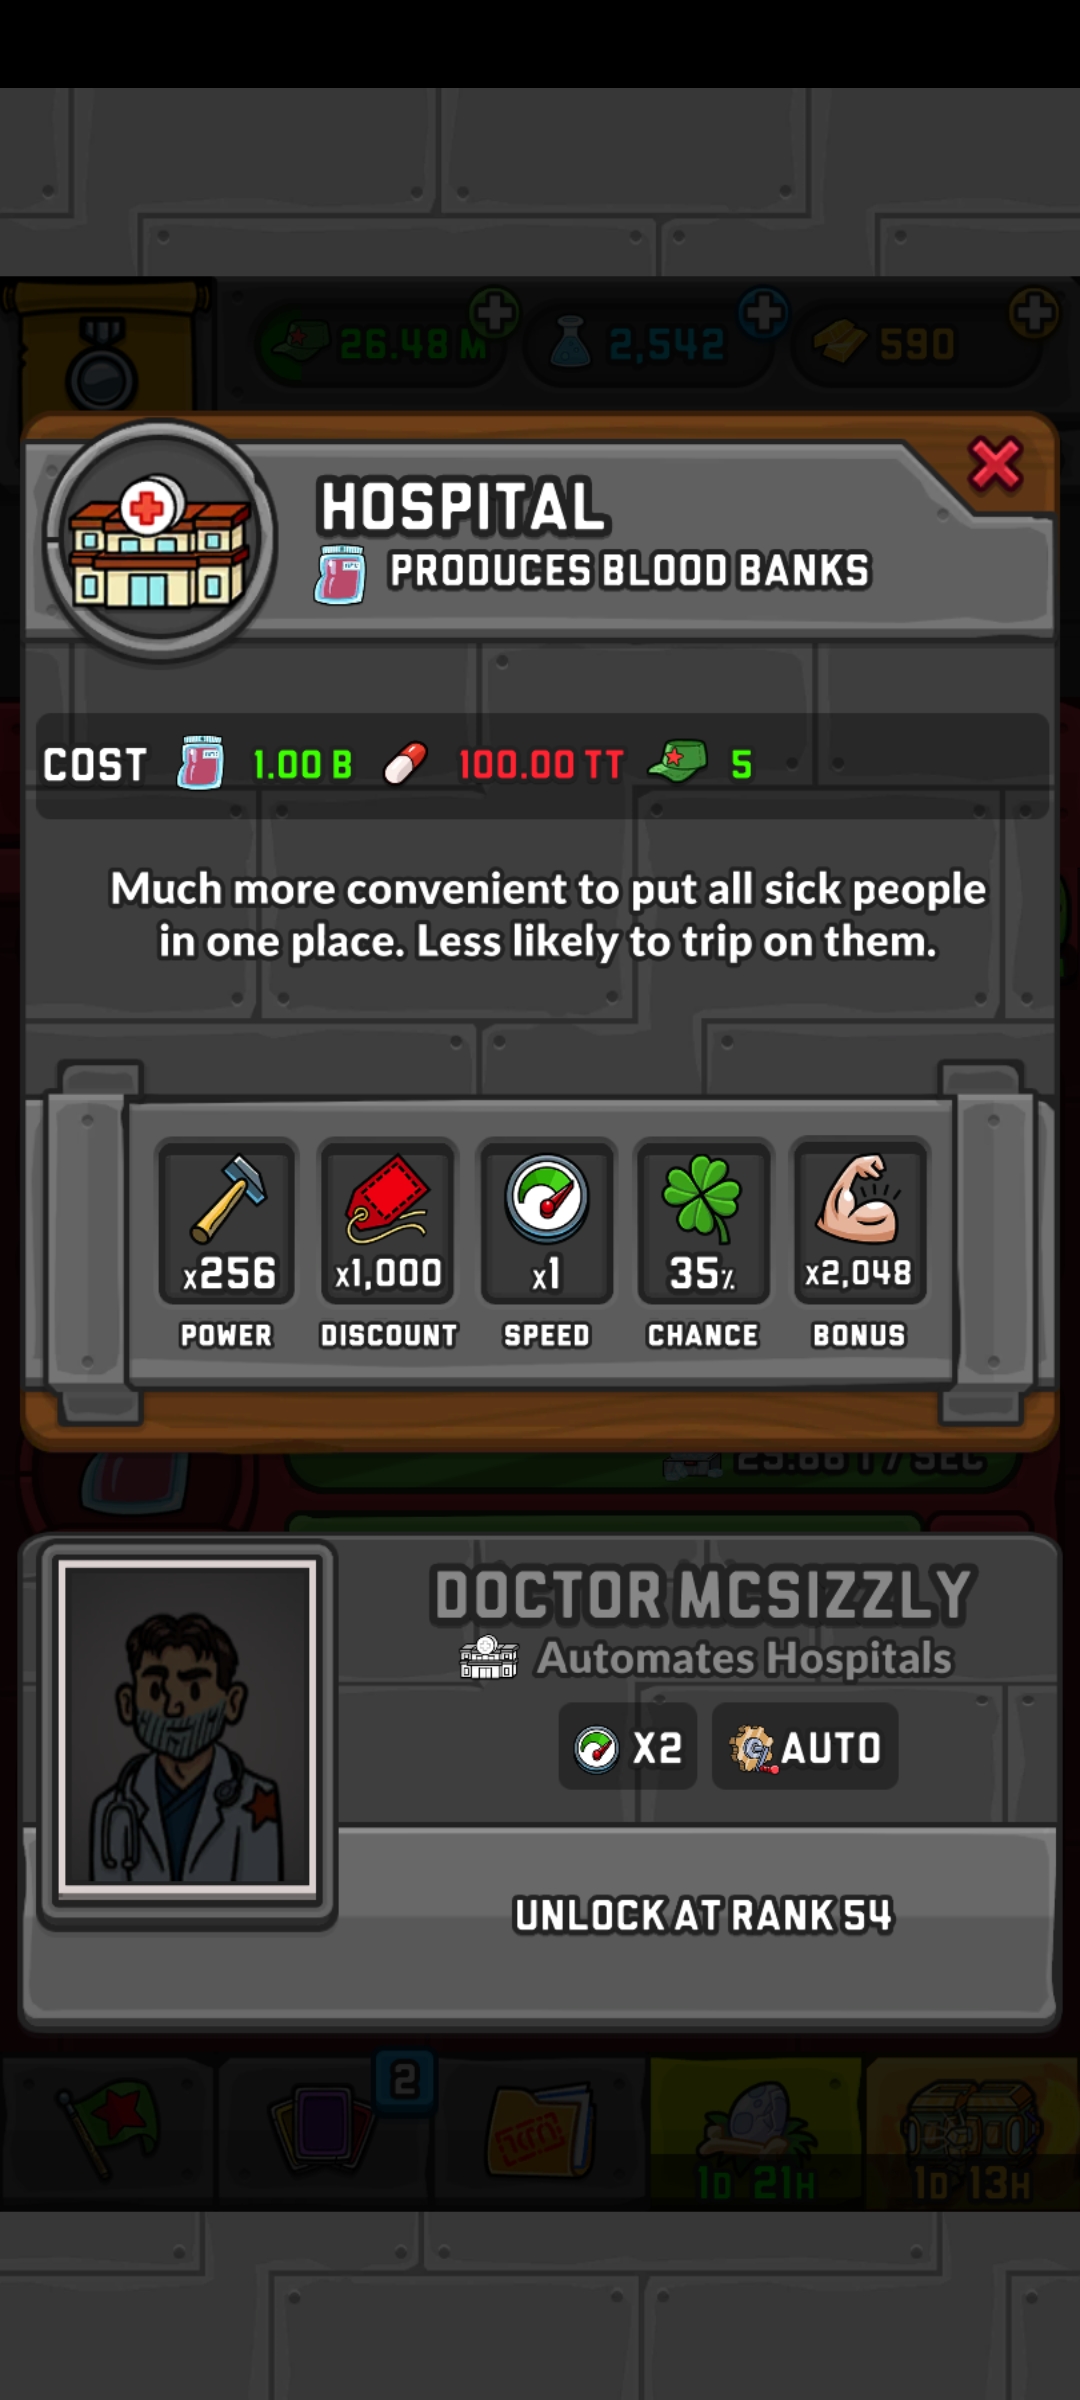 26.48 M 2,542 590
HOSPITAL
PRODUCES BLOOD BANKS
COST 1.00 B 100.00 TT 5
Much more convenient to put all sick people
in one place. Less likely to trip on them.
x256 x1,000 x1 35% x2,048
POWER DISCOUNT SPEED CHANCE BONUS
DOCTOR MCSIZZLY
Automates Hospitals
X2 AUTO
UNLOCK AT RANK 54
2
1D 21H 1D 13H